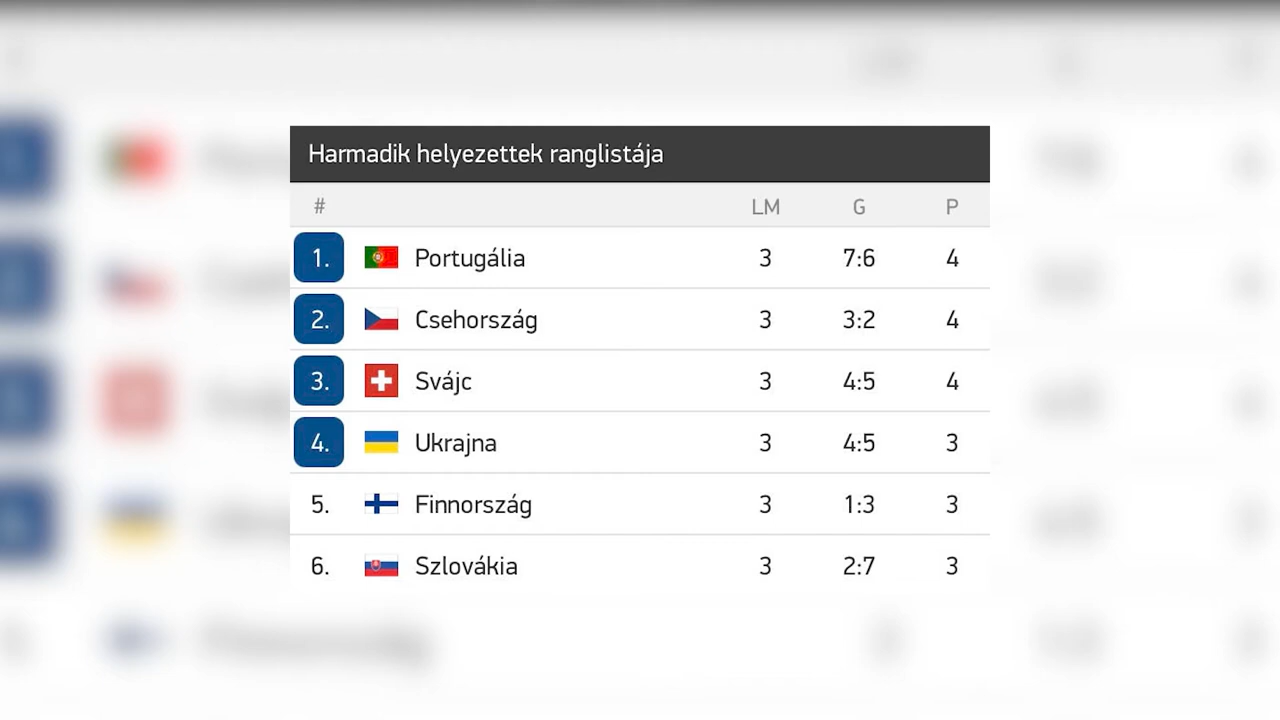 Harmadik helyezettek ranglistája
# LM G P
1. Portugália 3 7:6 4
2. Csehország 3 3:2 4
3. Svájc 3 4:5 4
4. Ukrajna 3 4:5 3
5. Finnország 3 1:3 3
6. Szlovákia 3 2:7 3